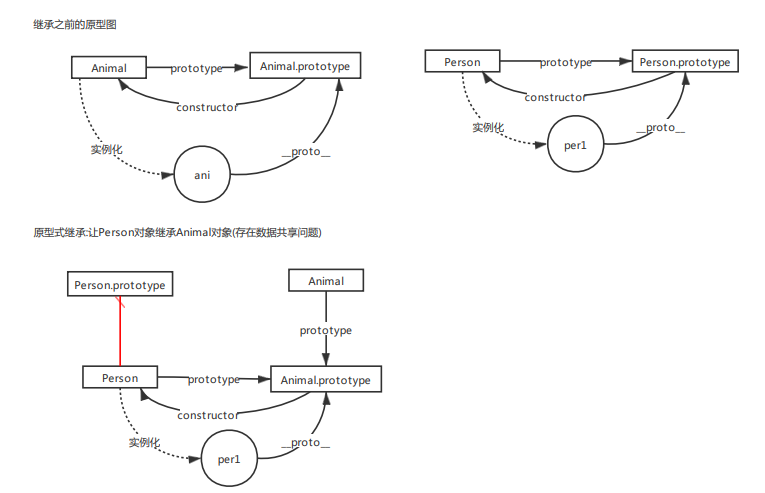 继承之前的原型图
Animal
prototype
Animal.prototype
constructor
实例化
ani
__proto__
Person
prototype
Person.prototype
constructor
实例化
per1
__proto__
原型式继承:让Person对象继承Animal对象(存在数据共享问题)
Person.prototype
Animal
prototype
Person
prototype
Animal.prototype
constructor
实例化
per1
__proto__